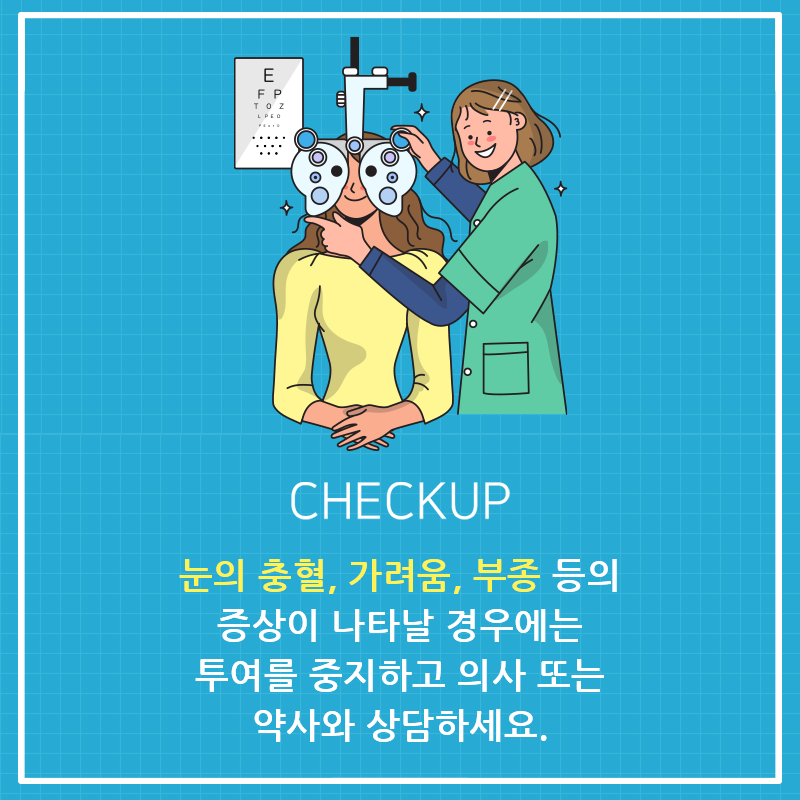 E
F P
T O Z
L P E D
CHECKUP
눈의 충혈, 가려움, 부종 등의
증상이 나타날 경우에는
투여를 중지하고 의사 또는
약사와 상담하세요.